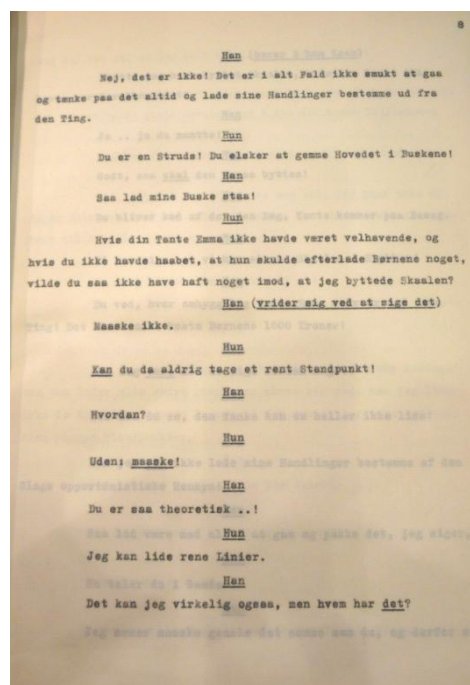 8
Han
Nej, det er ikke! Det er i alt Fald ikke smukt at gaa
og tænke paa det altid og lade sine Handlinger bestemme ud fra
den Ting.
Hun
Du er en Struds! Du elsker at gemme Hovedet i Buskene!
Han
Saa lad mine Buske staa!
Hun
Hvis din Tante Emma ikke havde været velhavende, og
hvis du ikke havde haabet, at hun skulde efterlade Børnene noget,
vilde du saa ikke have haft noget imod, at jeg byttede Skaalen?
Han (vrider sig ved at sige det)
Maaske ikke.
Hun
Kan du da aldrig tage et rent Standpunkt!
Han
Hvordan?
Hun
Uden: maaske!
Han
Du er saa theoretisk ..!
Hun
Jeg kan lide rene Linier.
Han
Det kan jeg virkelig ogsaa, men hvem har det?